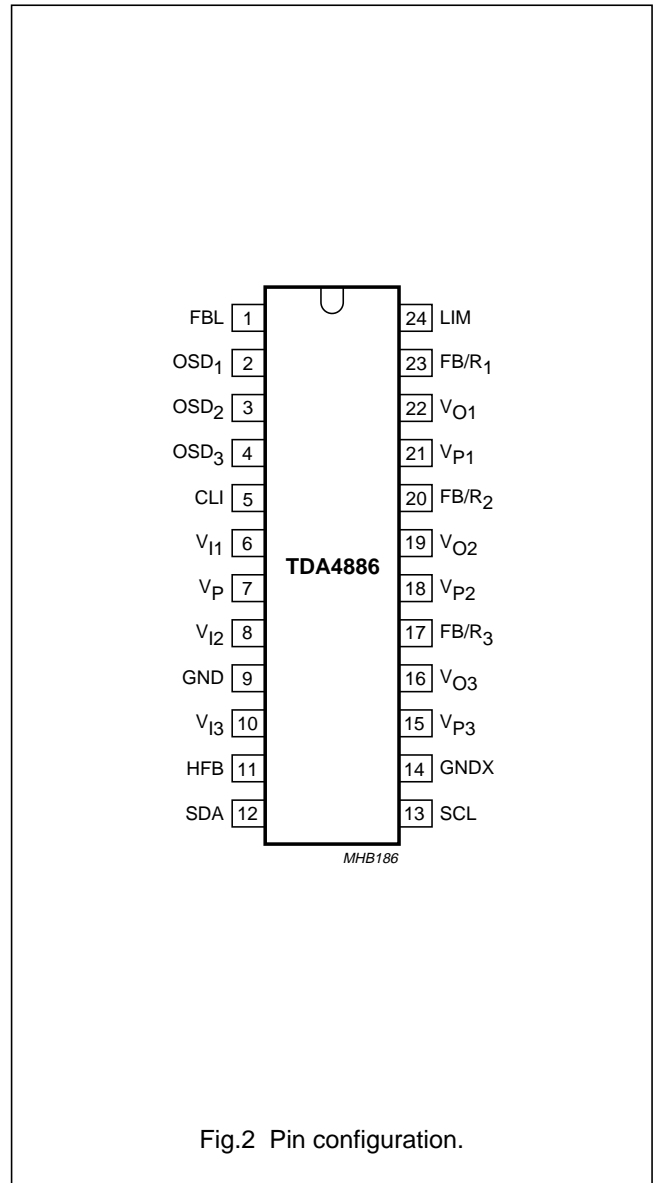 FBL 1 24 LIM
OSD1 2 23 FB/R1
OSD2 3 22 VO1
OSD3 4 21 VP1
CLI 5 20 FB/R2
VI1 6 19 VO2
TDA4886
VP 7 18 VP2
VI2 8 17 FB/R3
GND 9 16 VO3
VI3 10 15 VP3
HFB 11 14 GNDX
SDA 12 13 SCL
MHB186
Fig.2 Pin configuration.